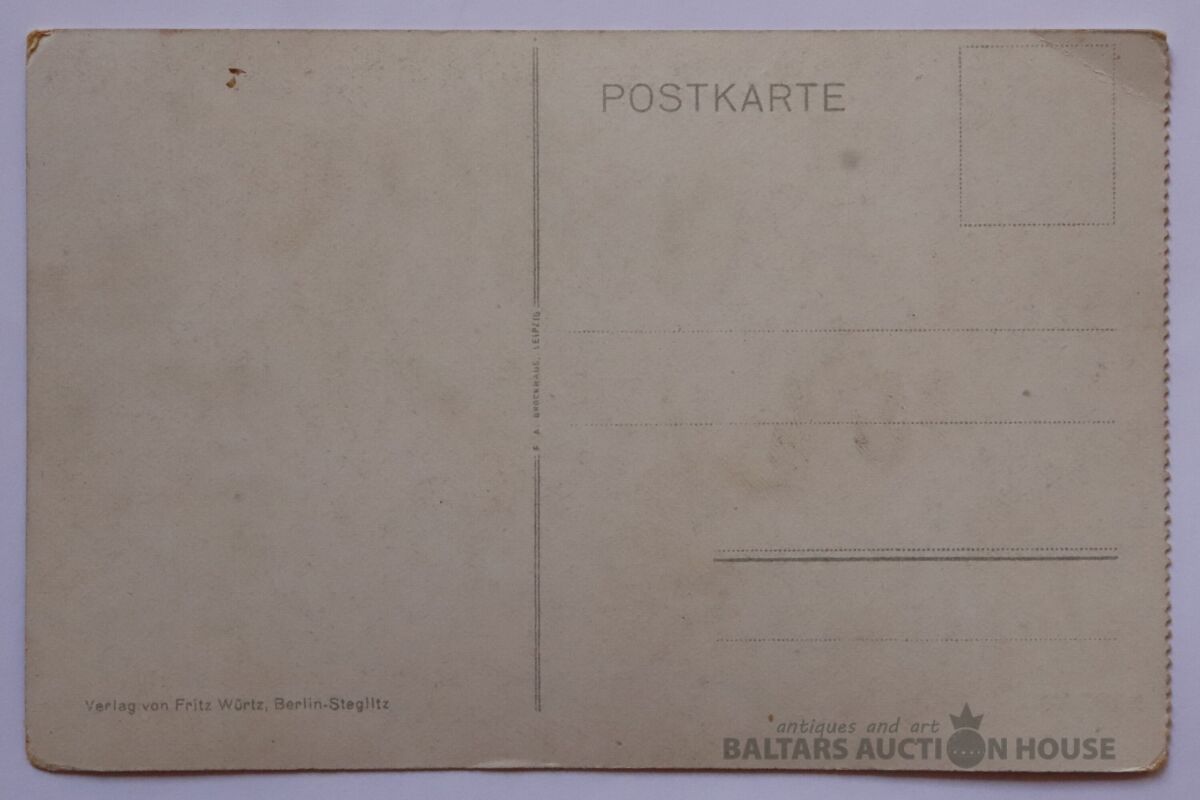 POSTKARTE
F. A. BROCKHAUS, LEIPZIG.
Verlag von Fritz Würtz, Berlin-Steglitz
antiques and art
BALTARS AUCTION HOUSE